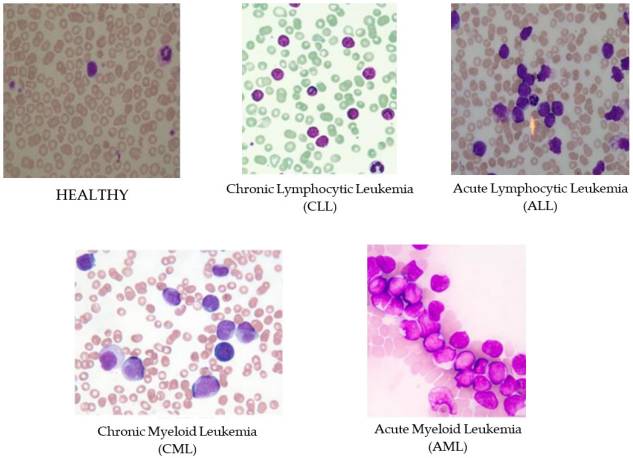 HEALTHY
Chronic Lymphocytic Leukemia
(CLL)
Acute Lymphocytic Leukemia
(ALL)
Chronic Myeloid Leukemia
(CML)
Acute Myeloid Leukemia
(AML)